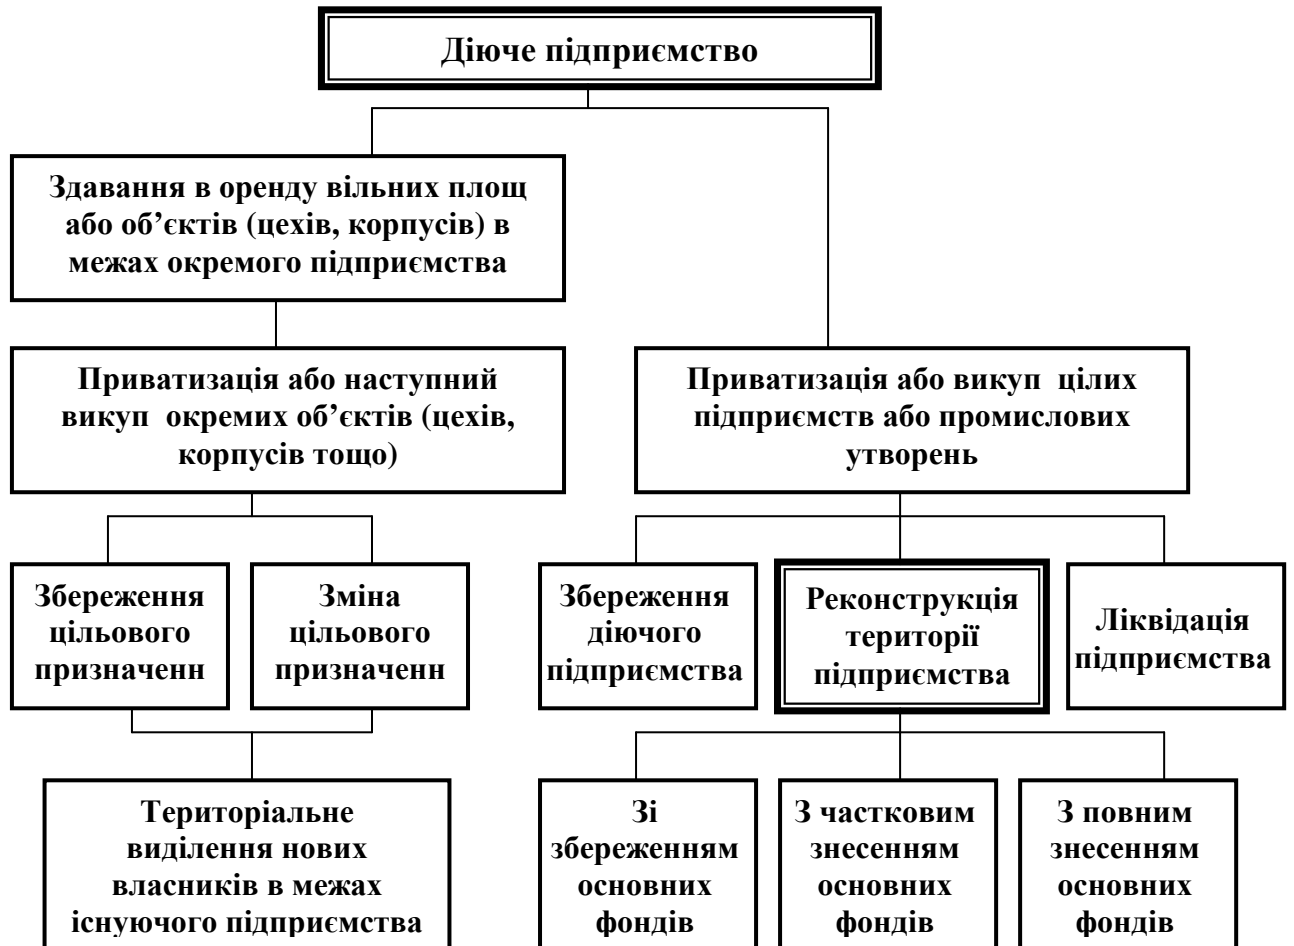 Діюче підприємство
Здавання в оренду вільних площ
або об’єктів (цехів, корпусів) в
межах окремого підприємства
Приватизація або наступний
викуп окремих об’єктів (цехів,
корпусів тощо)
Приватизація або викуп цілих
підприємств або промислових
утворень
Збереження
цільового
призначенн
Зміна
цільового
призначенн
Збереження
діючого
підприємства
Реконструкція
території
підприємства
Ліквідація
підприємства
Територіальне
виділення нових
власників в межах
існуючого підприємства
Зі
збереженням
основних
фондів
З частковим
знесенням
основних
фондів
З повним
знесенням
основних
фондів